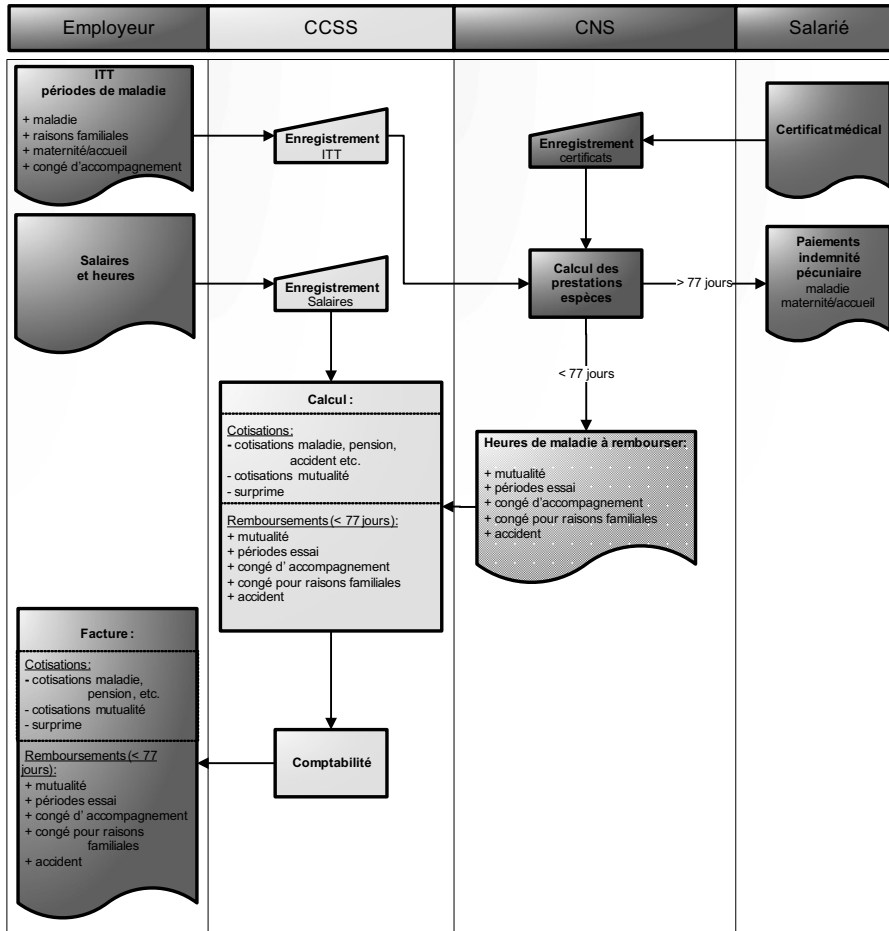 Employeur
CCSS
CNS
Salarié
ITT
périodes de maladie
+ maladie
+ raisons familiales
+ maternité/accueil
+ congé d'accompagnement
Enregistrement
ITT
Enregistrement
certificats
Certificat médical
Salaires
et heures
Enregistrement
Salaires
Calcul des
prestations
espèces
> 77 jours
Paiements
indemnité
pécuniaire
maladie
maternité/accueil
< 77 jours
Calcul :
Cotisations:
- cotisations maladie, pension,
accident etc.
- cotisations mutualité
- surprime
Remboursements (< 77 jours):
+ mutualité
+ périodes essai
+ congé d' accompagnement
+ congé pour raisons familiales
+ accident
Heures de maladie à rembourser:
+ mutualité
+ périodes essai
+ congé d'accompagnement
+ congé pour raisons familiales
+ accident
Facture :
Cotisations:
- cotisations maladie,
pension, etc.
- cotisations mutualité
- surprime
Remboursements (< 77
jours):
+ mutualité
+ périodes essai
+ congé d' accompagnement
+ congé pour raisons
familiales
+ accident
Comptabilité